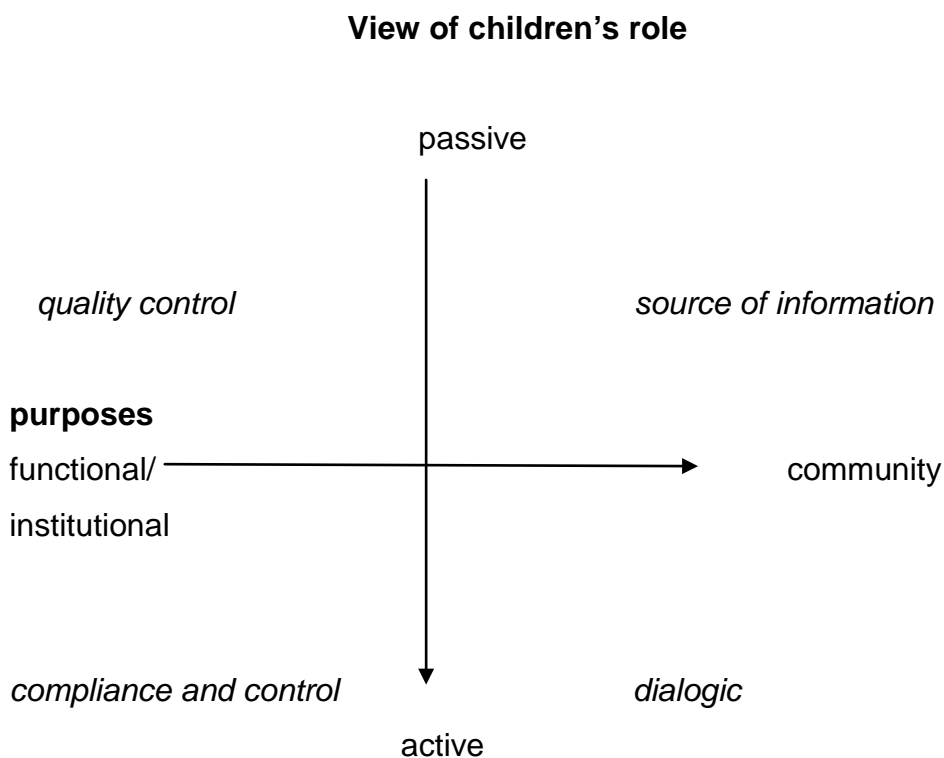 View of children’s role
passive
quality control
source of information
purposes
functional/
community
institutional
compliance and control
dialogic
active